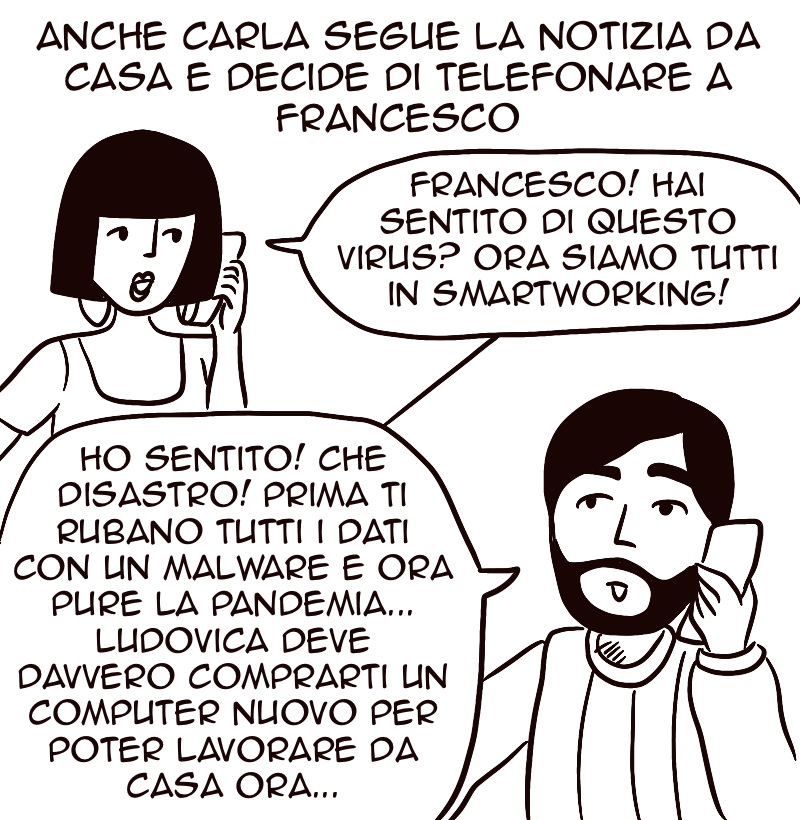 ANCHE CARLA SEGUE LA NOTIZIA DA
CASA E DECIDE DI TELEFONARE A
FRANCESCO
FRANCESCO! HAI
SENTITO DI QUESTO
VIRUS? ORA SIAMO TUTTI
IN SMARTWORKING!
HO SENTITO! CHE
DISASTRO! PRIMA TI
RUBANO TUTTI I DATI
CON UN MALWARE E ORA
PURE LA PANDEMIA...
LUDOVICA DEVE
DAVVERO COMPRARTI UN
COMPUTER NUOVO PER
POTER LAVORARE DA
CASA ORA...